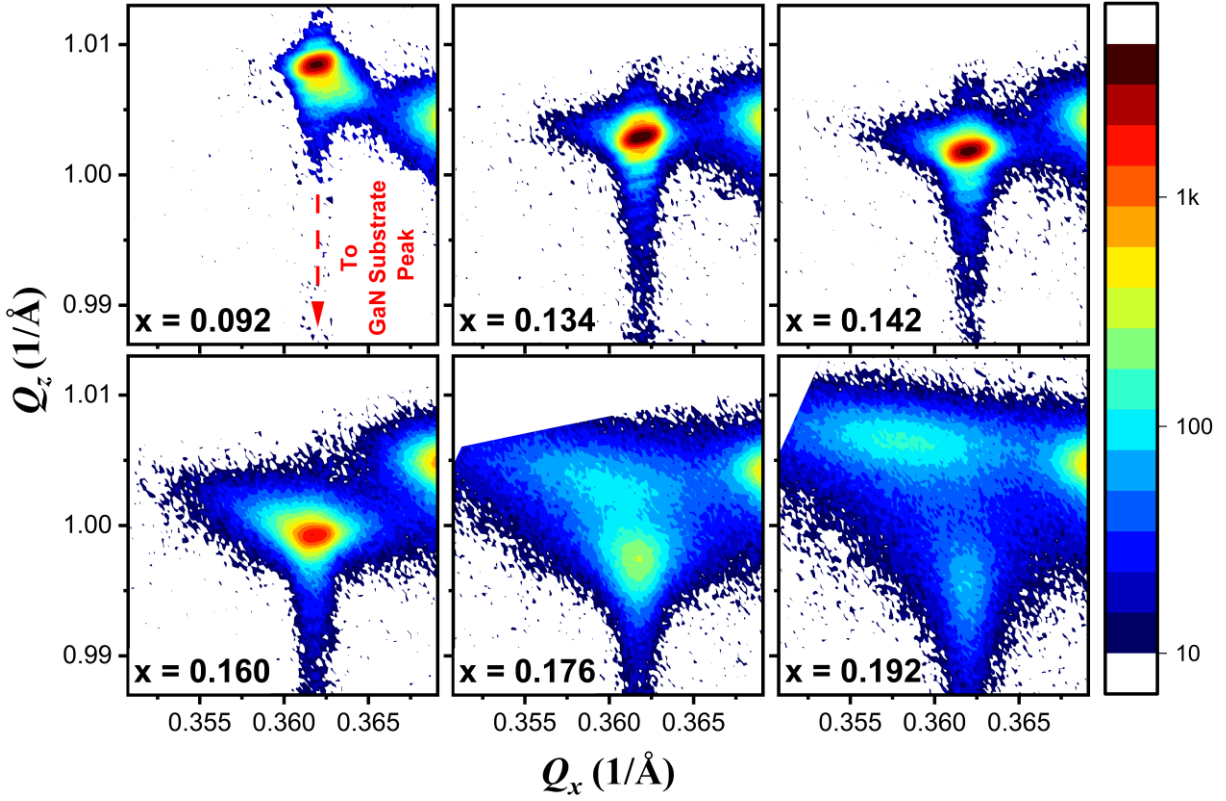 1.01
1.00
0.99
x = 0.092
To
GaN Substrate
Peak
x = 0.134
x = 0.142
1k
100
10
1.01
1.00
0.99
x = 0.160
x = 0.176
x = 0.192
0.355 0.360 0.365
0.355 0.360 0.365
0.355 0.360 0.365
Qz (1/Å)
Qx (1/Å)